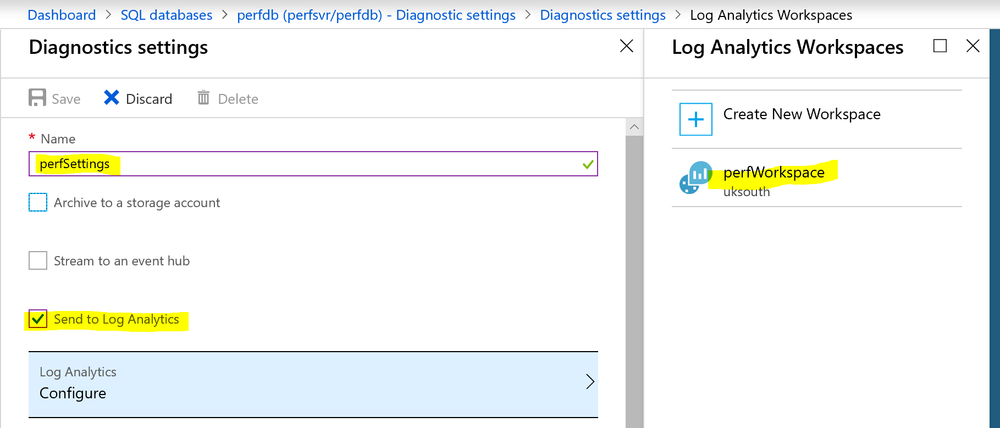 Dashboard > SQL databases > perfdb (perfsvr/perfdb) - Diagnostic settings > Diagnostics settings > Log Analytics Workspaces
Diagnostics settings
Save Discard Delete
* Name
perfSettings
Archive to a storage account
Stream to an event hub
Send to Log Analytics
Log Analytics
Configure
Log Analytics Workspaces
Create New Workspace
perfWorkspace
uksouth